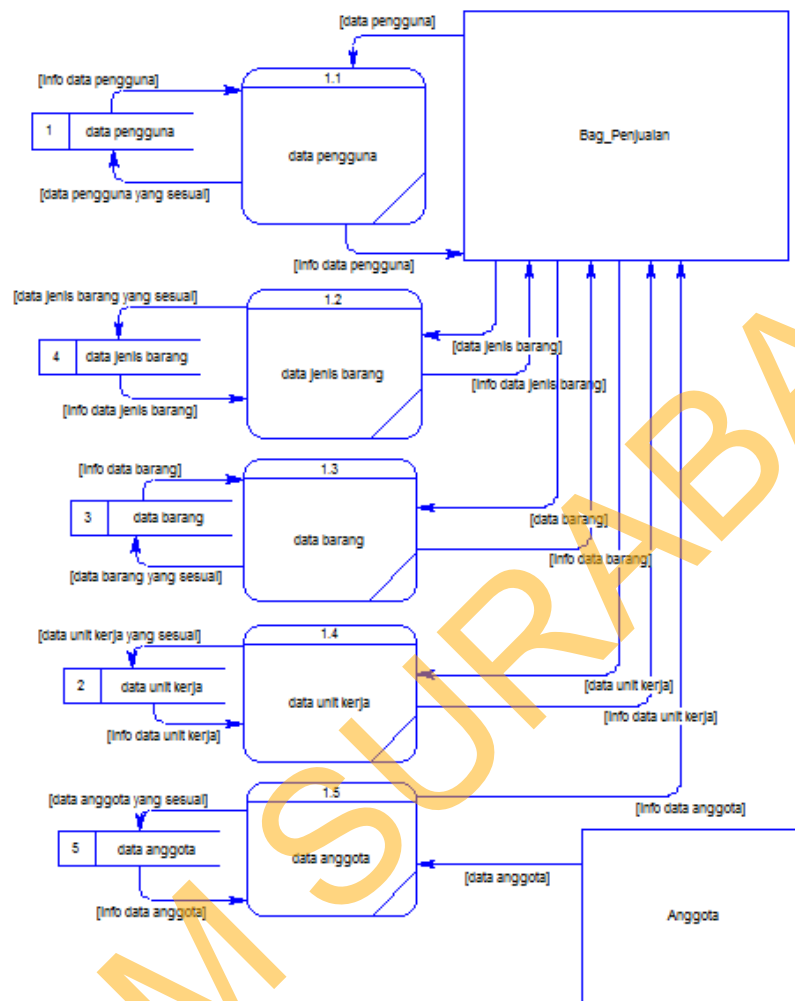 [data pengguna]
[info data pengguna]
1.1
1
data pengguna
data pengguna
Bag_Penjualan
[data pengguna yang sesuai]
[info data pengguna]
[data jenis barang yang sesuai]
1.2
4
data jenis barang
data jenis barang
[data jenis barang]
[info data jenis barang]
[info data jenis barang]
[info data barang]
1.3
3
data barang
data barang
[data barang]
[info data barang]
[data barang yang sesuai]
[data unit kerja yang sesuai]
1.4
2
data unit kerja
data unit kerja
[data unit kerja]
[info data unit kerja]
[info data unit kerja]
[data anggota yang sesuai]
1.5
5
data anggota
data anggota
[info data anggota]
[data anggota]
[info data anggota]
Anggota
M SURABA